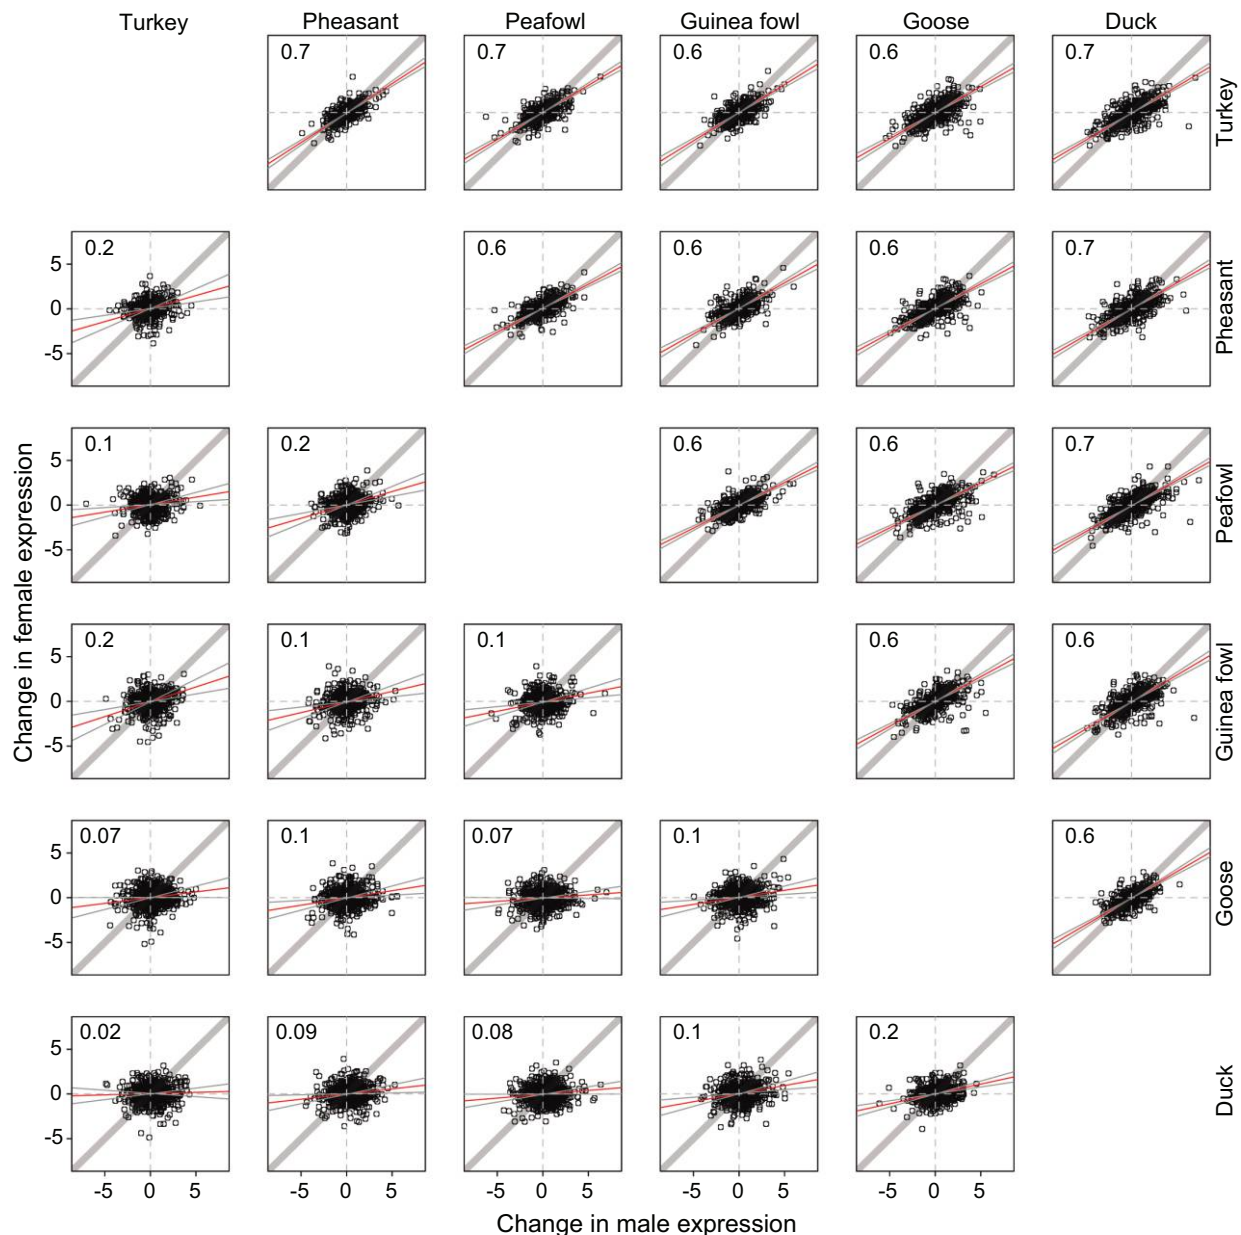 Turkey Pheasant Peafowl Guinea fowl Goose Duck
0.7 0.7 0.6 0.6 0.7 Turkey
0.2 0.6 0.6 0.6 0.7 Pheasant
5
0
-5
0.1 0.2 0.6 0.6 0.7 Peafowl
5
0
-5
Change in female expression
0.2 0.1 0.1 0.6 0.6 Guinea fowl
5
0
-5
0.07 0.1 0.07 0.1 0.6 Goose
5
0
-5
0.02 0.09 0.08 0.1 0.2 Duck
5
0
-5
-5 0 5 -5 0 5 -5 0 5 -5 0 5 -5 0 5
Change in male expression